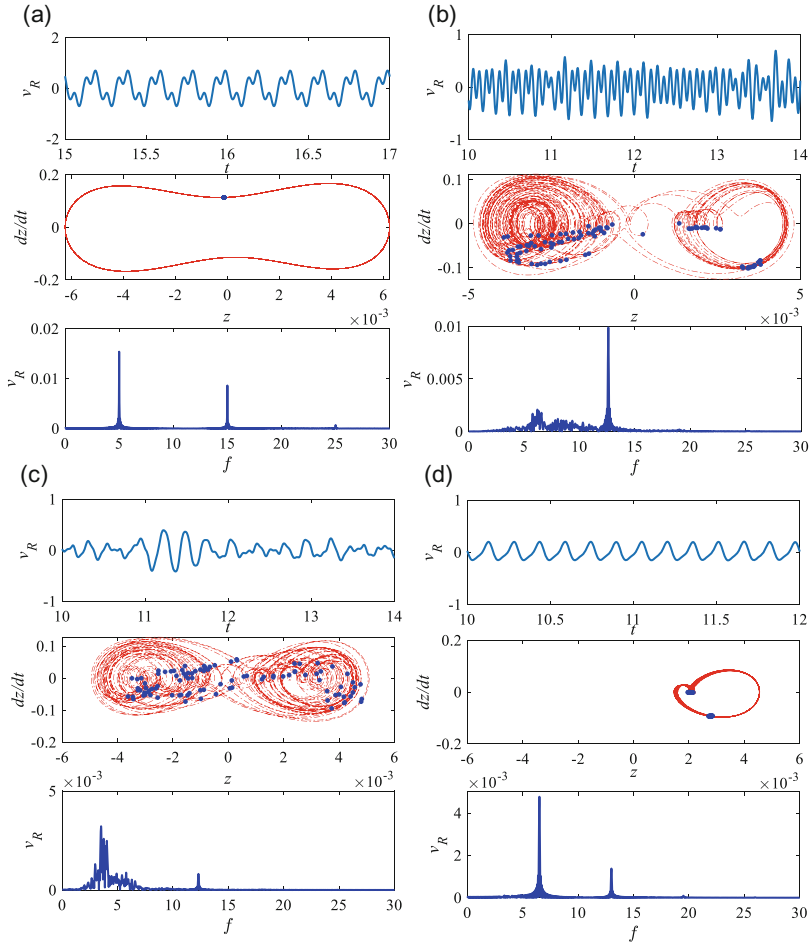 (a)
2
0
-2
v_R
15 15.5 16 16.5 17
t
0.2
0
-0.2
dz/dt
-6 -4 -2 0 2 4 6
z
×10^-3
0.02
0.01
0
v_R
0 5 10 15 20 25 30
f
(b)
1
0
-1
v_R
10 11 12 13 14
t
0.1
0
-0.1
dz/dt
-5 0 5
z
×10^-3
0.01
0.005
0
v_R
0 5 10 15 20 25 30
f
(c)
1
0
-1
v_R
10 11 12 13 14
t
0.1
0
-0.1
0.2
dz/dt
-6 -4 -2 0 2 4 6
z
×10^-3
×10^-3
5
0
v_R
0 5 10 15 20 25 30
f
(d)
1
0
-1
v_R
10 10.5 11 11.5 12
t
0.2
0
-0.2
dz/dt
-6 -4 -2 0 2 4 6
z
×10^-3
×10^-3
4
2
0
v_R
0 5 10 15 20 25 30
f